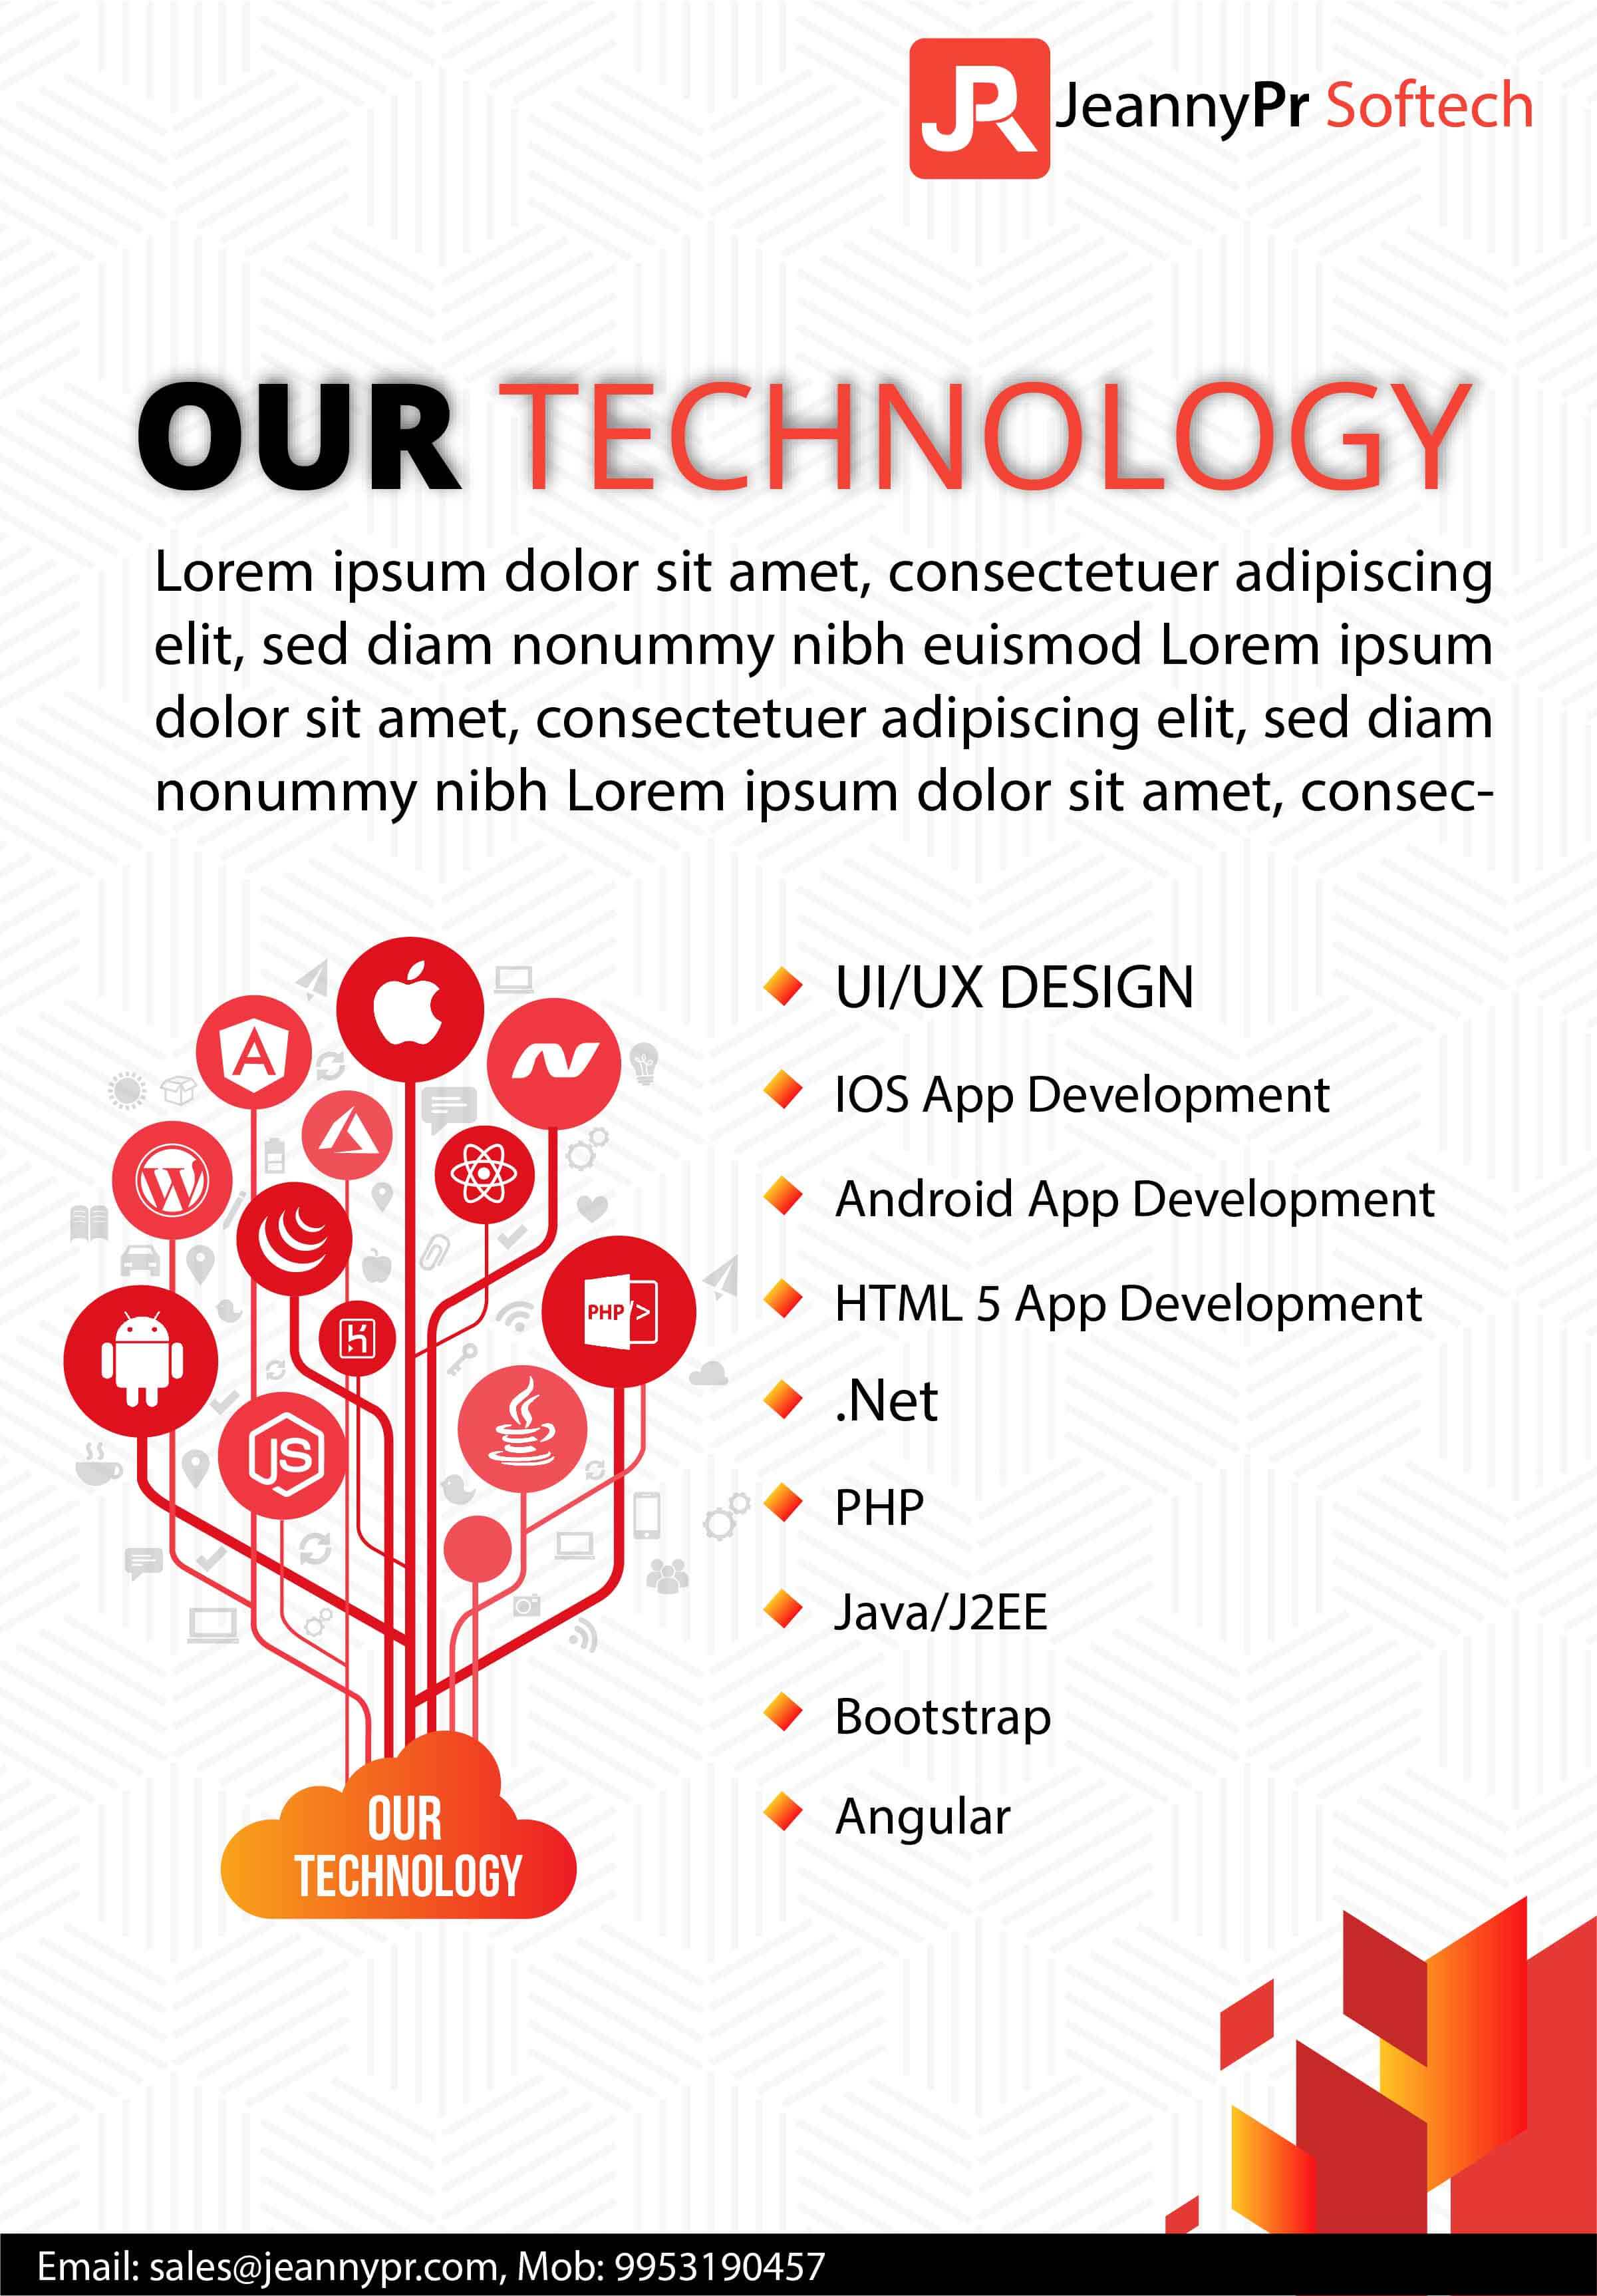 JR
JeannyPr Softech
OUR TECHNOLOGY
Lorem ipsum dolor sit amet, consectetuer adipiscing
elit, sed diam nonummy nibh euismod Lorem ipsum
dolor sit amet, consectetuer adipiscing elit, sed diam
nonummy nibh Lorem ipsum dolor sit amet, consec-
A
W
PHP
JS
OUR
TECHNOLOGY
UI/UX DESIGN
IOS App Development
Android App Development
HTML 5 App Development
.Net
PHP
Java/J2EE
Bootstrap
Angular
Email: sales@jeannypr.com, Mob: 9953190457